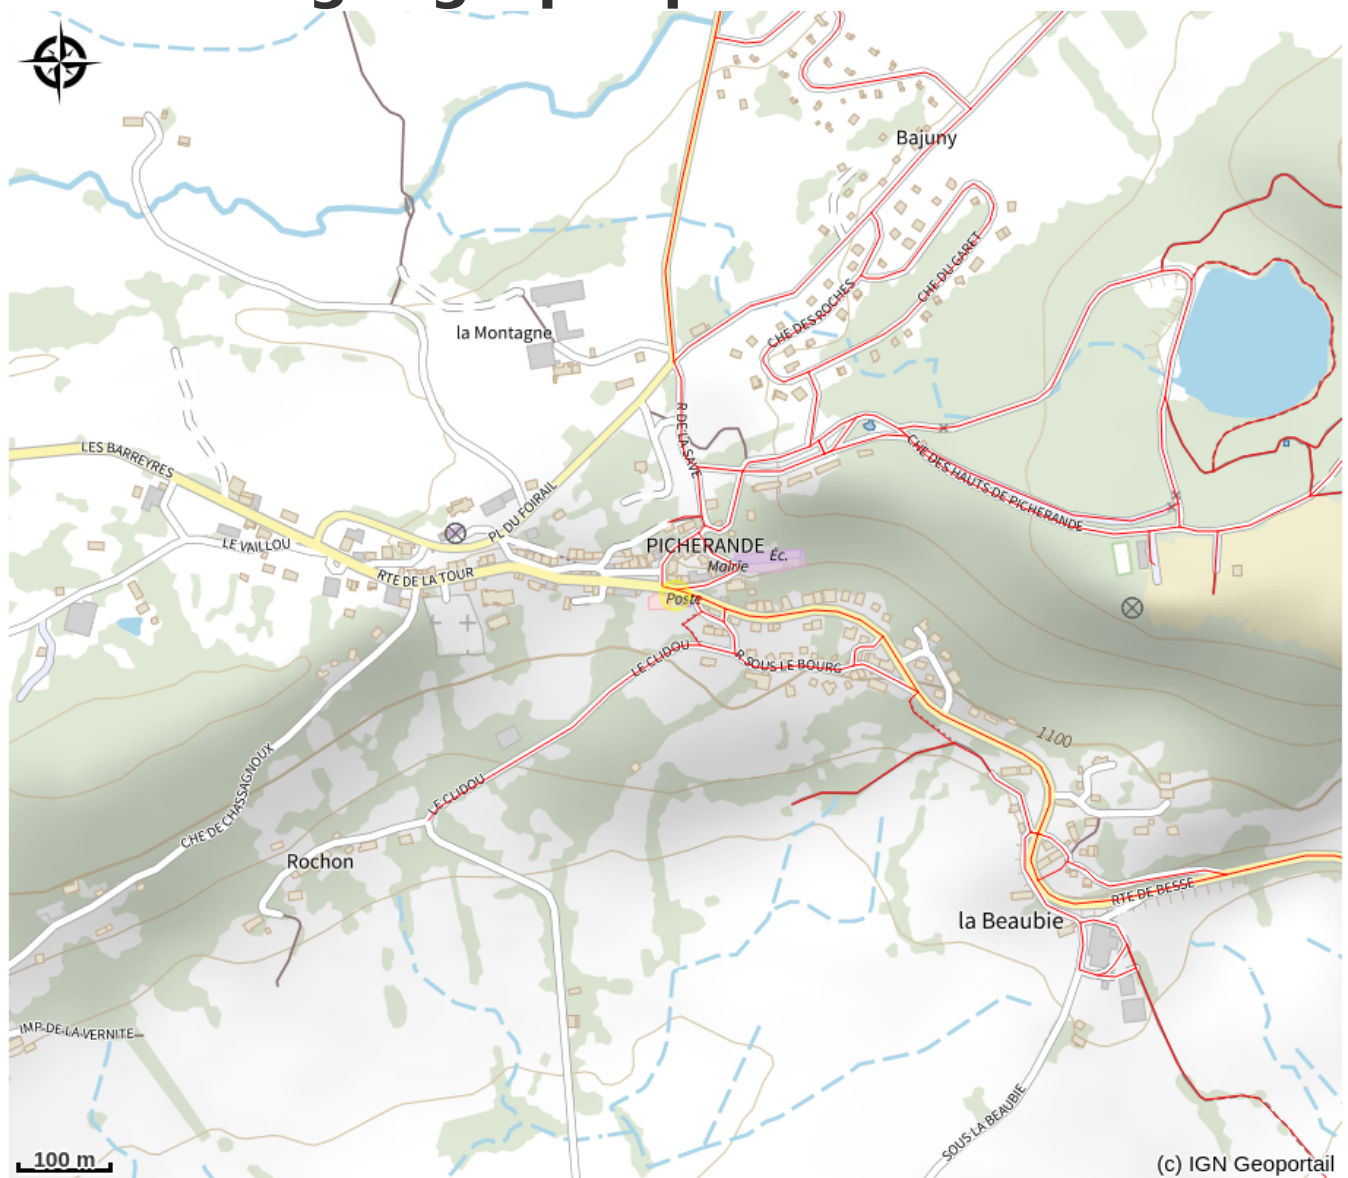 Bajuny
CHE DU GARET
CHE DES ROCHES
la Montagne
R DE LA SAVE
LES BARREYRES
CHE DES HAUTS DE PICHERANDE
PL DU FOIRAIL
LE VAILLOU
PICHERANDE
Éc.
Mairie
RTE DE LA TOUR
Poste
LE CLIDOU
R SOUS LE BOURG
1100
CHE DE CHASSAGNOUX
LE CLIDOU
Rochon
RTE DE BESSE
la Beaubie
IMP DE LA VERNITE
SOUS LA BEAUBIE
100 m
(c) IGN Geoportail